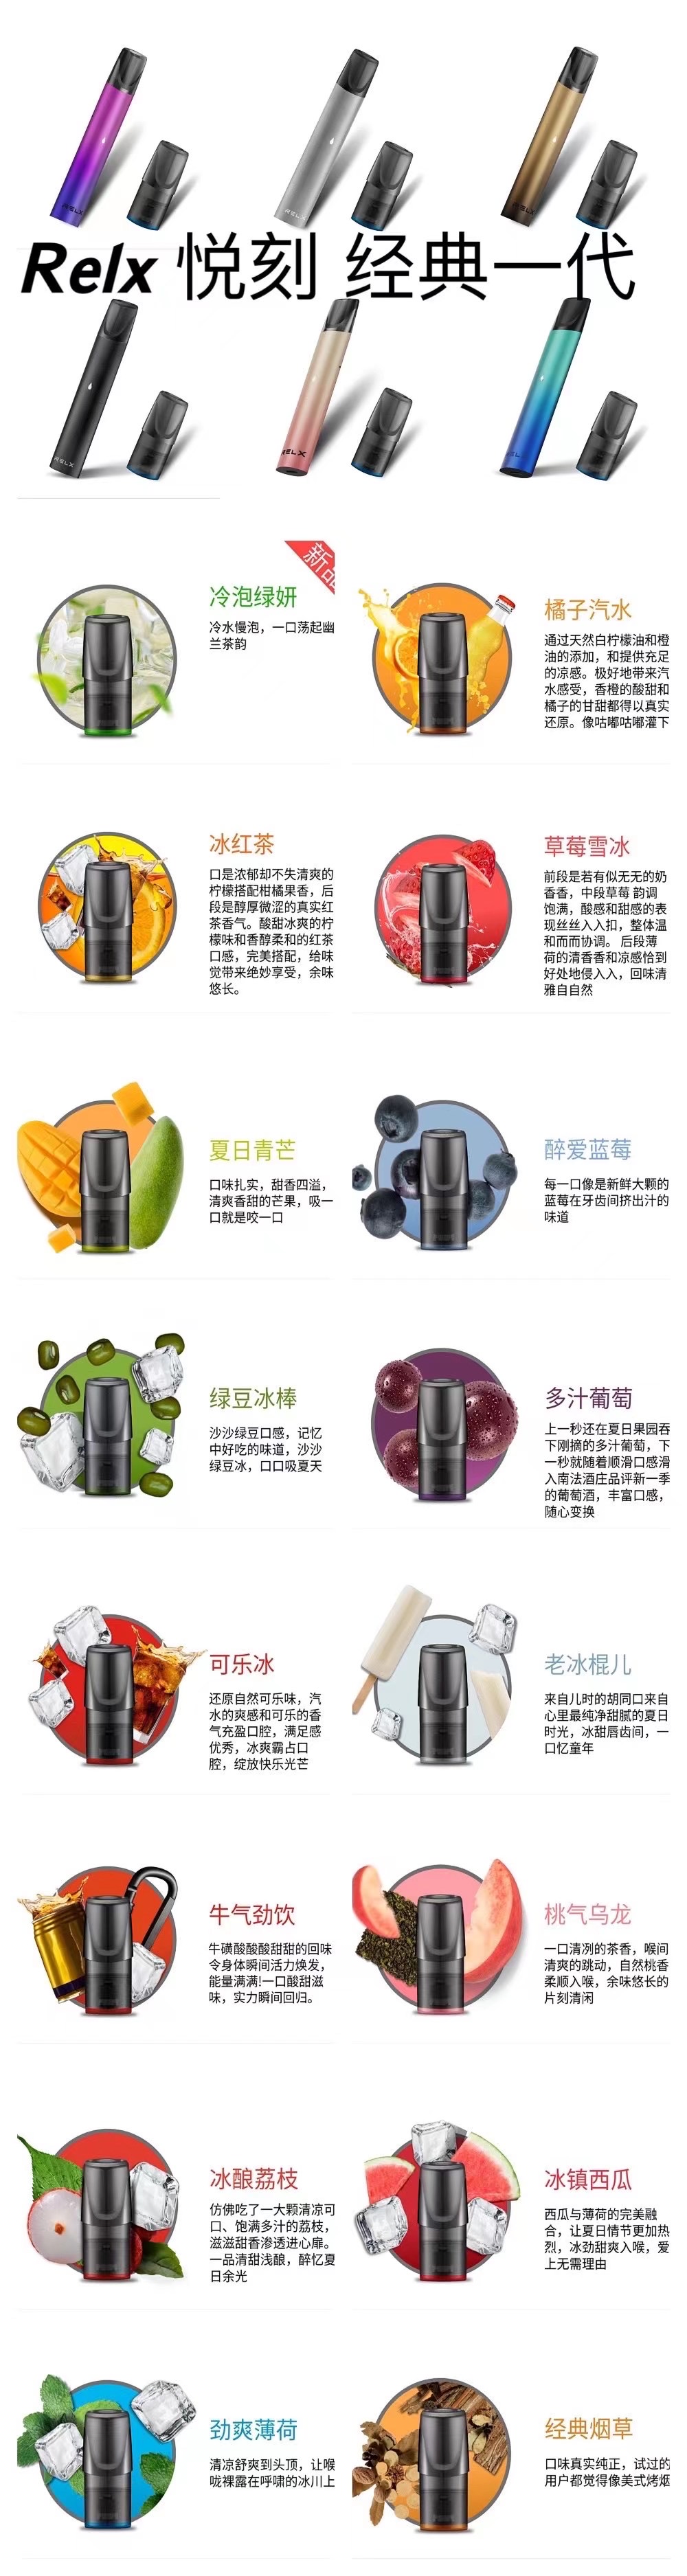 RELX
RELX
RELX
Relx 悦刻 经典一代
RELX
RELX
RELX
新品
冷泡绿妍
冷水慢泡，一口荡起幽
兰茶韵
橘子汽水
通过天然白柠檬油和橙
油的添加，和提供充足
的凉感。极好地带来汽
水感受，香橙的酸甜和
橘子的甘甜都得以真实
还原。像咕嘟咕嘟灌下
冰红茶
口是浓郁却不失清爽的
柠檬搭配柑橘果香，后
段是醇厚微涩的真实红
茶香气。酸甜冰爽的柠
檬味和香醇柔和的红茶
口感，完美搭配，给味
觉带来绝妙享受，余味
悠长。
草莓雪冰
前段是若有似无无的奶
香香，中段草莓 韵调
饱满，酸感和甜感的表
现丝丝入入扣，整体温
和而而协调。 后段薄
荷的清香香和凉感恰到
好处地侵入入，回味清
雅自自然
夏日青芒
口味扎实，甜香四溢，
清爽香甜的芒果，吸一
口就是咬一口
醉爱蓝莓
每一口像是新鲜大颗的
蓝莓在牙齿间挤出汁的
味道
绿豆冰棒
沙沙绿豆口感，记忆
中好吃的味道，沙沙
绿豆冰，口口吸夏天
多汁葡萄
上一秒还在夏日果园吞
下刚摘的多汁葡萄，下
一秒就随着顺滑口感滑
入南法酒庄品评新一季
的葡萄酒，丰富口感，
随心变换
可乐冰
还原自然可乐味，汽
水的爽感和可乐的香
气充盈口腔，满足感
优秀，冰爽霸占口
腔，绽放快乐光芒
老冰棍儿
来自儿时的胡同口来自
心里最纯净甜腻的夏日
时光，冰甜唇齿间，一
口忆童年
牛气劲饮
牛磺酸酸酸甜甜的回味
令身体瞬间活力焕发，
能量满满!一口酸甜滋
味，实力瞬间回归。
桃气乌龙
一口清冽的茶香，喉间
清爽的跳动，自然桃香
柔顺入喉，余味悠长的
片刻清闲
冰酿荔枝
仿佛吃了一大颗清凉可
口、饱满多汁的荔枝，
滋滋甜香渗透进心扉。
一品清甜浅酿，醉忆夏
日余光
冰镇西瓜
西瓜与薄荷的完美融
合，让夏日情节更加热
烈，冰劲甜爽入喉，爱
上无需理由
劲爽薄荷
清凉舒爽到头顶，让喉
咙裸露在呼啸的冰川上
经典烟草
口味真实纯正，试过的
用户都觉得像美式烤烟